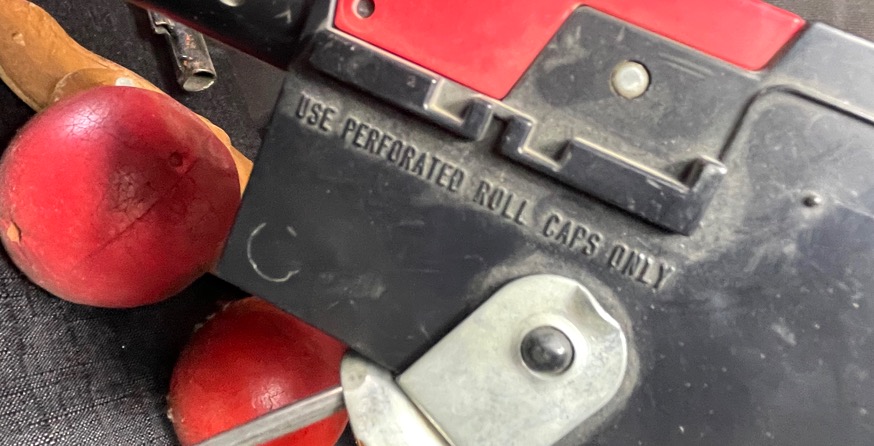 USE PERFORATED ROLL CAPS ONLY